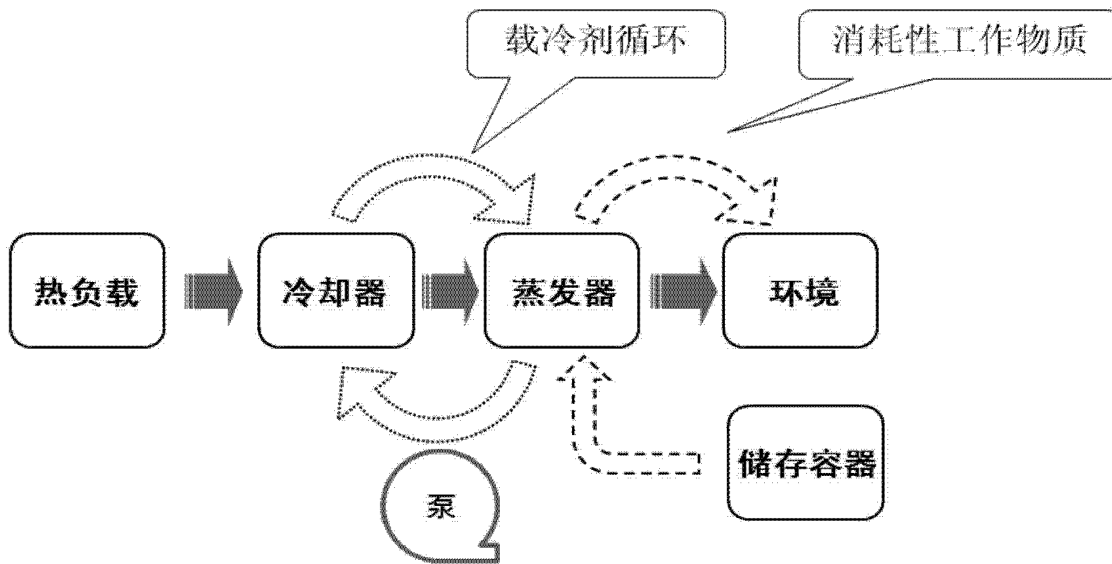 载冷剂循环
消耗性工作物质
热负载
冷却器
蒸发器
环境
储存容器
泵